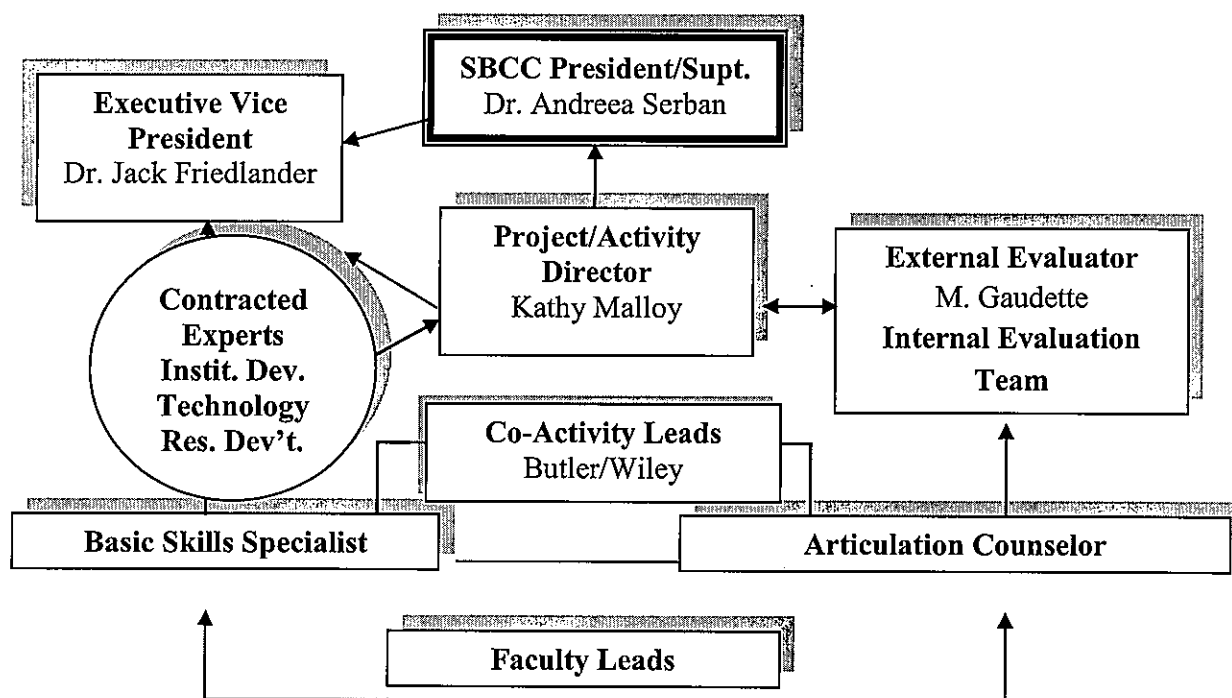 SBCC President/Supt.
Dr. Andreea Serban
Executive Vice
President
Dr. Jack Friedlander
Project/Activity
Director
Kathy Malloy
External Evaluator
M. Gaudette
Internal Evaluation
Team
Contracted
Experts
Instit. Dev.
Technology
Res. Dev't.
Co-Activity Leads
Butler/Wiley
Basic Skills Specialist
Articulation Counselor
Faculty Leads